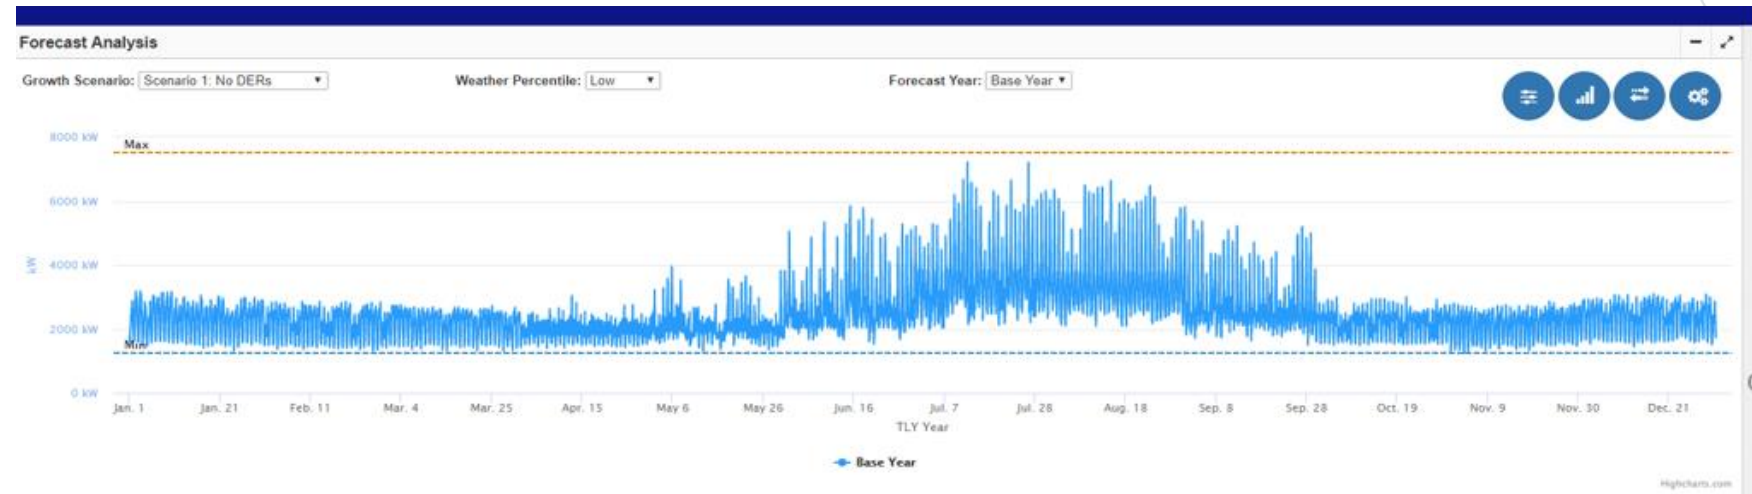 Forecast Analysis
Growth Scenario: Scenario 1: No DERs Weather Percentile: Low Forecast Year: Base Year
8000 kW
Max
6000 kW
kW
4000 kW
2000 kW
Min
0 kW
Jan. 1 Jan. 21 Feb. 11 Mar. 4 Mar. 25 Apr. 15 May 6 May 26 Jun. 16 Jul. 7 Jul. 28 Aug. 18 Sep. 8 Sep. 28 Oct. 19 Nov. 9 Nov. 30 Dec. 21
TLY Year
Base Year
Highcharts.com